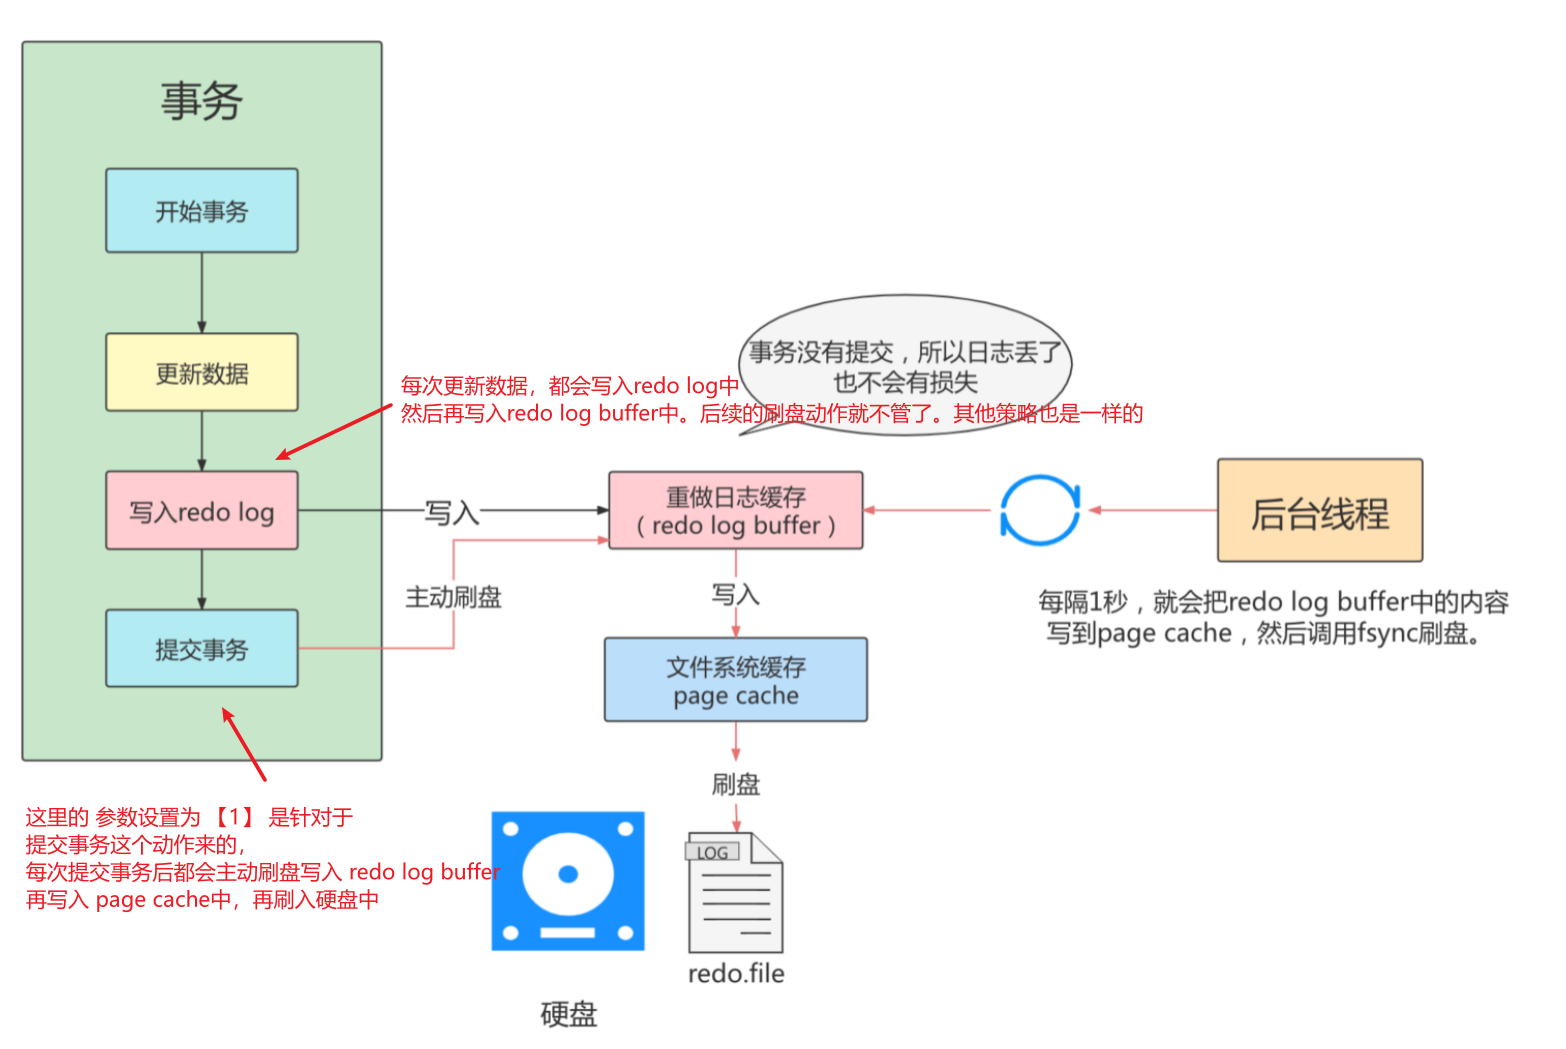 事务
开始事务
更新数据
写入redo log
提交事务
每次更新数据，都会写入redo log中
然后再写入redo log buffer中。后续的刷盘动作就不管了。其他策略也是一样的
事务没有提交，所以日志丢了
也不会有损失
写入
主动刷盘
重做日志缓存
（redo log buffer）
后台线程
每隔1秒，就会把redo log buffer中的内容
写到page cache，然后调用fsync刷盘。
写入
文件系统缓存
page cache
刷盘
LOG
redo.file
硬盘
这里的 参数设置为 【1】 是针对于
提交事务这个动作来的，
每次提交事务后都会主动刷盘写入 redo log buffer
再写入 page cache中，再刷入硬盘中